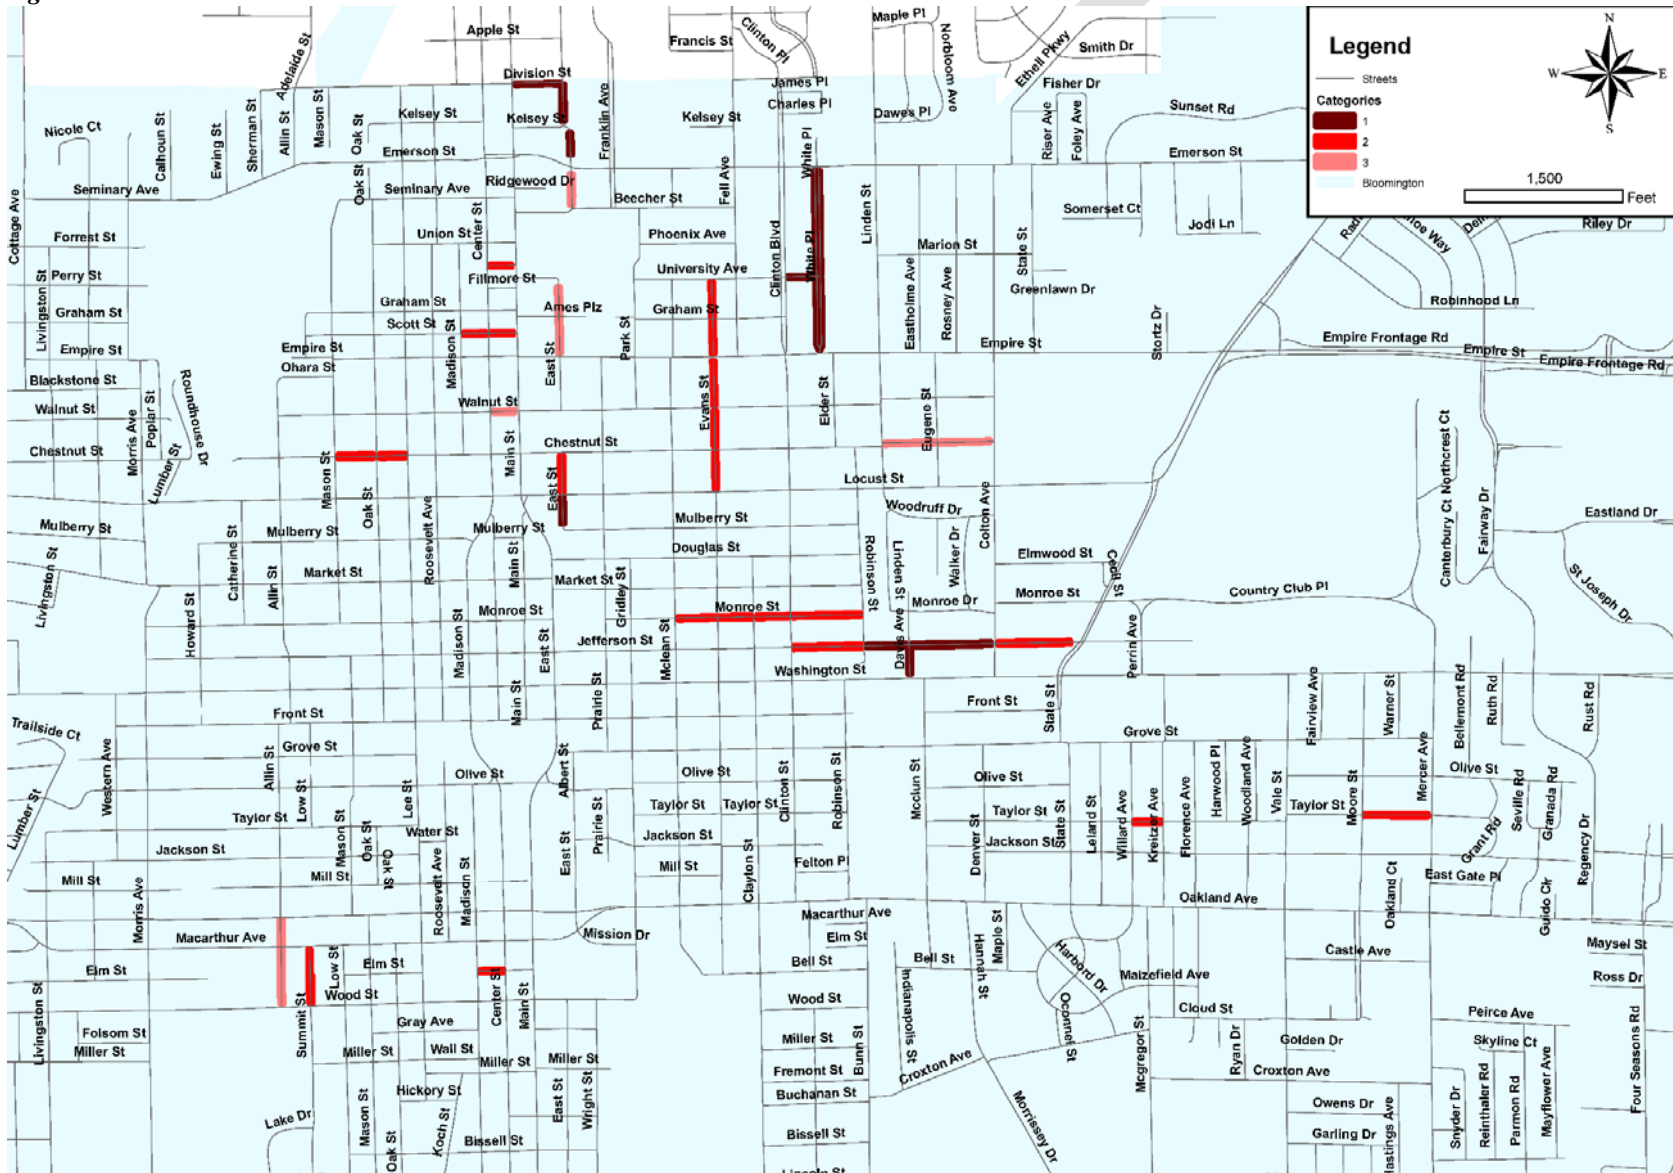 g
Maple Pl
Apple St
Francis St
Clinton Pl
Norbloom Ave
Ethell Pkwy
Smith Dr
Legend
N
W
E
S
Streets
Categories
1
2
3
Bloomington
1,500
Feet
Adelaide St
Division St
James Pl
Fisher Dr
Charles Pl
Dawes Pl
Sunset Rd
Nicole Ct
Calhoun St
Ewing St
Sherman St
Allin St
Mason St
Oak St
Kelsey St
Kelsey St
Franklin Ave
Kelsey St
White Pl
Riser Ave
Foley Ave
Emerson St
Emerson St
Seminary Ave
Oak St
Seminary Ave
Ridgewood Dr
Beecher St
Fell Ave
Linden St
Somerset Ct
Jodi Ln
Riley Dr
Cottage Ave
Forrest St
Union St
Center St
Phoenix Ave
Clinton Blvd
White Pl
Marion St
State St
Perry St
Livingston St
Fillmore St
University Ave
Eastholme Ave
Rosney Ave
Greenlawn Dr
Robinhood Ln
Graham St
Graham St
Scott St
Ames Plz
Graham St
Park St
Stortz Dr
Empire St
Empire St
Madison St
East St
Empire St
Empire Frontage Rd
Empire St
Empire Frontage Rd
Ohara St
Blackstone St
Roundhouse Dr
Walnut St
Morris Ave
Poplar St
Walnut St
Evans St
Elder St
Eugene St
Chestnut St
Lumber St
Main St
Chestnut St
Canterbury Ct
Northcrest Ct
Mason St
Oak St
East St
Locust St
Woodruff Dr
Colton Ave
Fairway Dr
Eastland Dr
Mulberry St
Mulberry St
Roosevelt Ave
Mulberry St
Mulberry St
Catherine St
Main St
Douglas St
Robinson St
Linden St
Walker Dr
Elmwood St
Cecil St
Livingston St
Allin St
Market St
Market St
Gridley St
Howard St
Monroe St
Monroe St
Monroe Dr
Monroe St
Country Club Pl
St Joseph Dr
Madison St
East St
Jefferson St
Mclean St
Davis Ave
Perrin Ave
Washington St
Front St
Main St
Prairie St
Front St
State St
Fairview Ave
Warner St
Bellemont Rd
Ruth Rd
Rust Rd
Trailside Ct
Western Ave
Grove St
Grove St
Allin St
Low St
Lee St
Olive St
Albert St
Olive St
Clinton St
Robinson St
Mcclun St
Olive St
Harwood Pl
Woodland Ave
Vale St
Moore St
Mercer Ave
Olive St
Seville Rd
Granada Rd
Lumber St
Taylor St
Mason St
Oak St
Water St
Prairie St
Taylor St
Taylor St
Taylor St
State St
Leland St
Willard Ave
Kreitzer Ave
Florence Ave
Taylor St
Grant Rd
Regency Dr
Jackson St
Oak St
East St
Jackson St
Denver St
Jackson St
Mill St
Mill St
Roosevelt Ave
Madison St
Mill St
Clayton St
Felton Pl
East Gate Pl
Oakland Ct
Guido Cir
Morris Ave
Oakland Ave
Macarthur Ave
Macarthur Ave
Mission Dr
Elm St
Hannah St
Maple St
Harbord Dr
Castle Ave
Maysel St
Elm St
Low St
Elm St
Center St
Bell St
Bell St
Maizefield Ave
Ross Dr
Livingston St
Summit St
Wood St
Main St
Wood St
Indianapolis St
Oconner St
Cloud St
Peirce Ave
Four Seasons Rd
Folsom St
Gray Ave
Miller St
Bunn St
Mcgregor St
Ryan Dr
Golden Dr
Skyline Ct
Miller St
Miller St
Wall St
Miller St
Miller St
Fremont St
Croxton Ave
Croxton Ave
Snyder Dr
Reinthaler Rd
Parmon Rd
Mayflower Ave
Hickory St
East St
Wright St
Buchanan St
Morrissey Dr
Owens Dr
Hastings Ave
Lake Dr
Mason St
Oak St
Koch St
Bissell St
Bissell St
Garling Dr